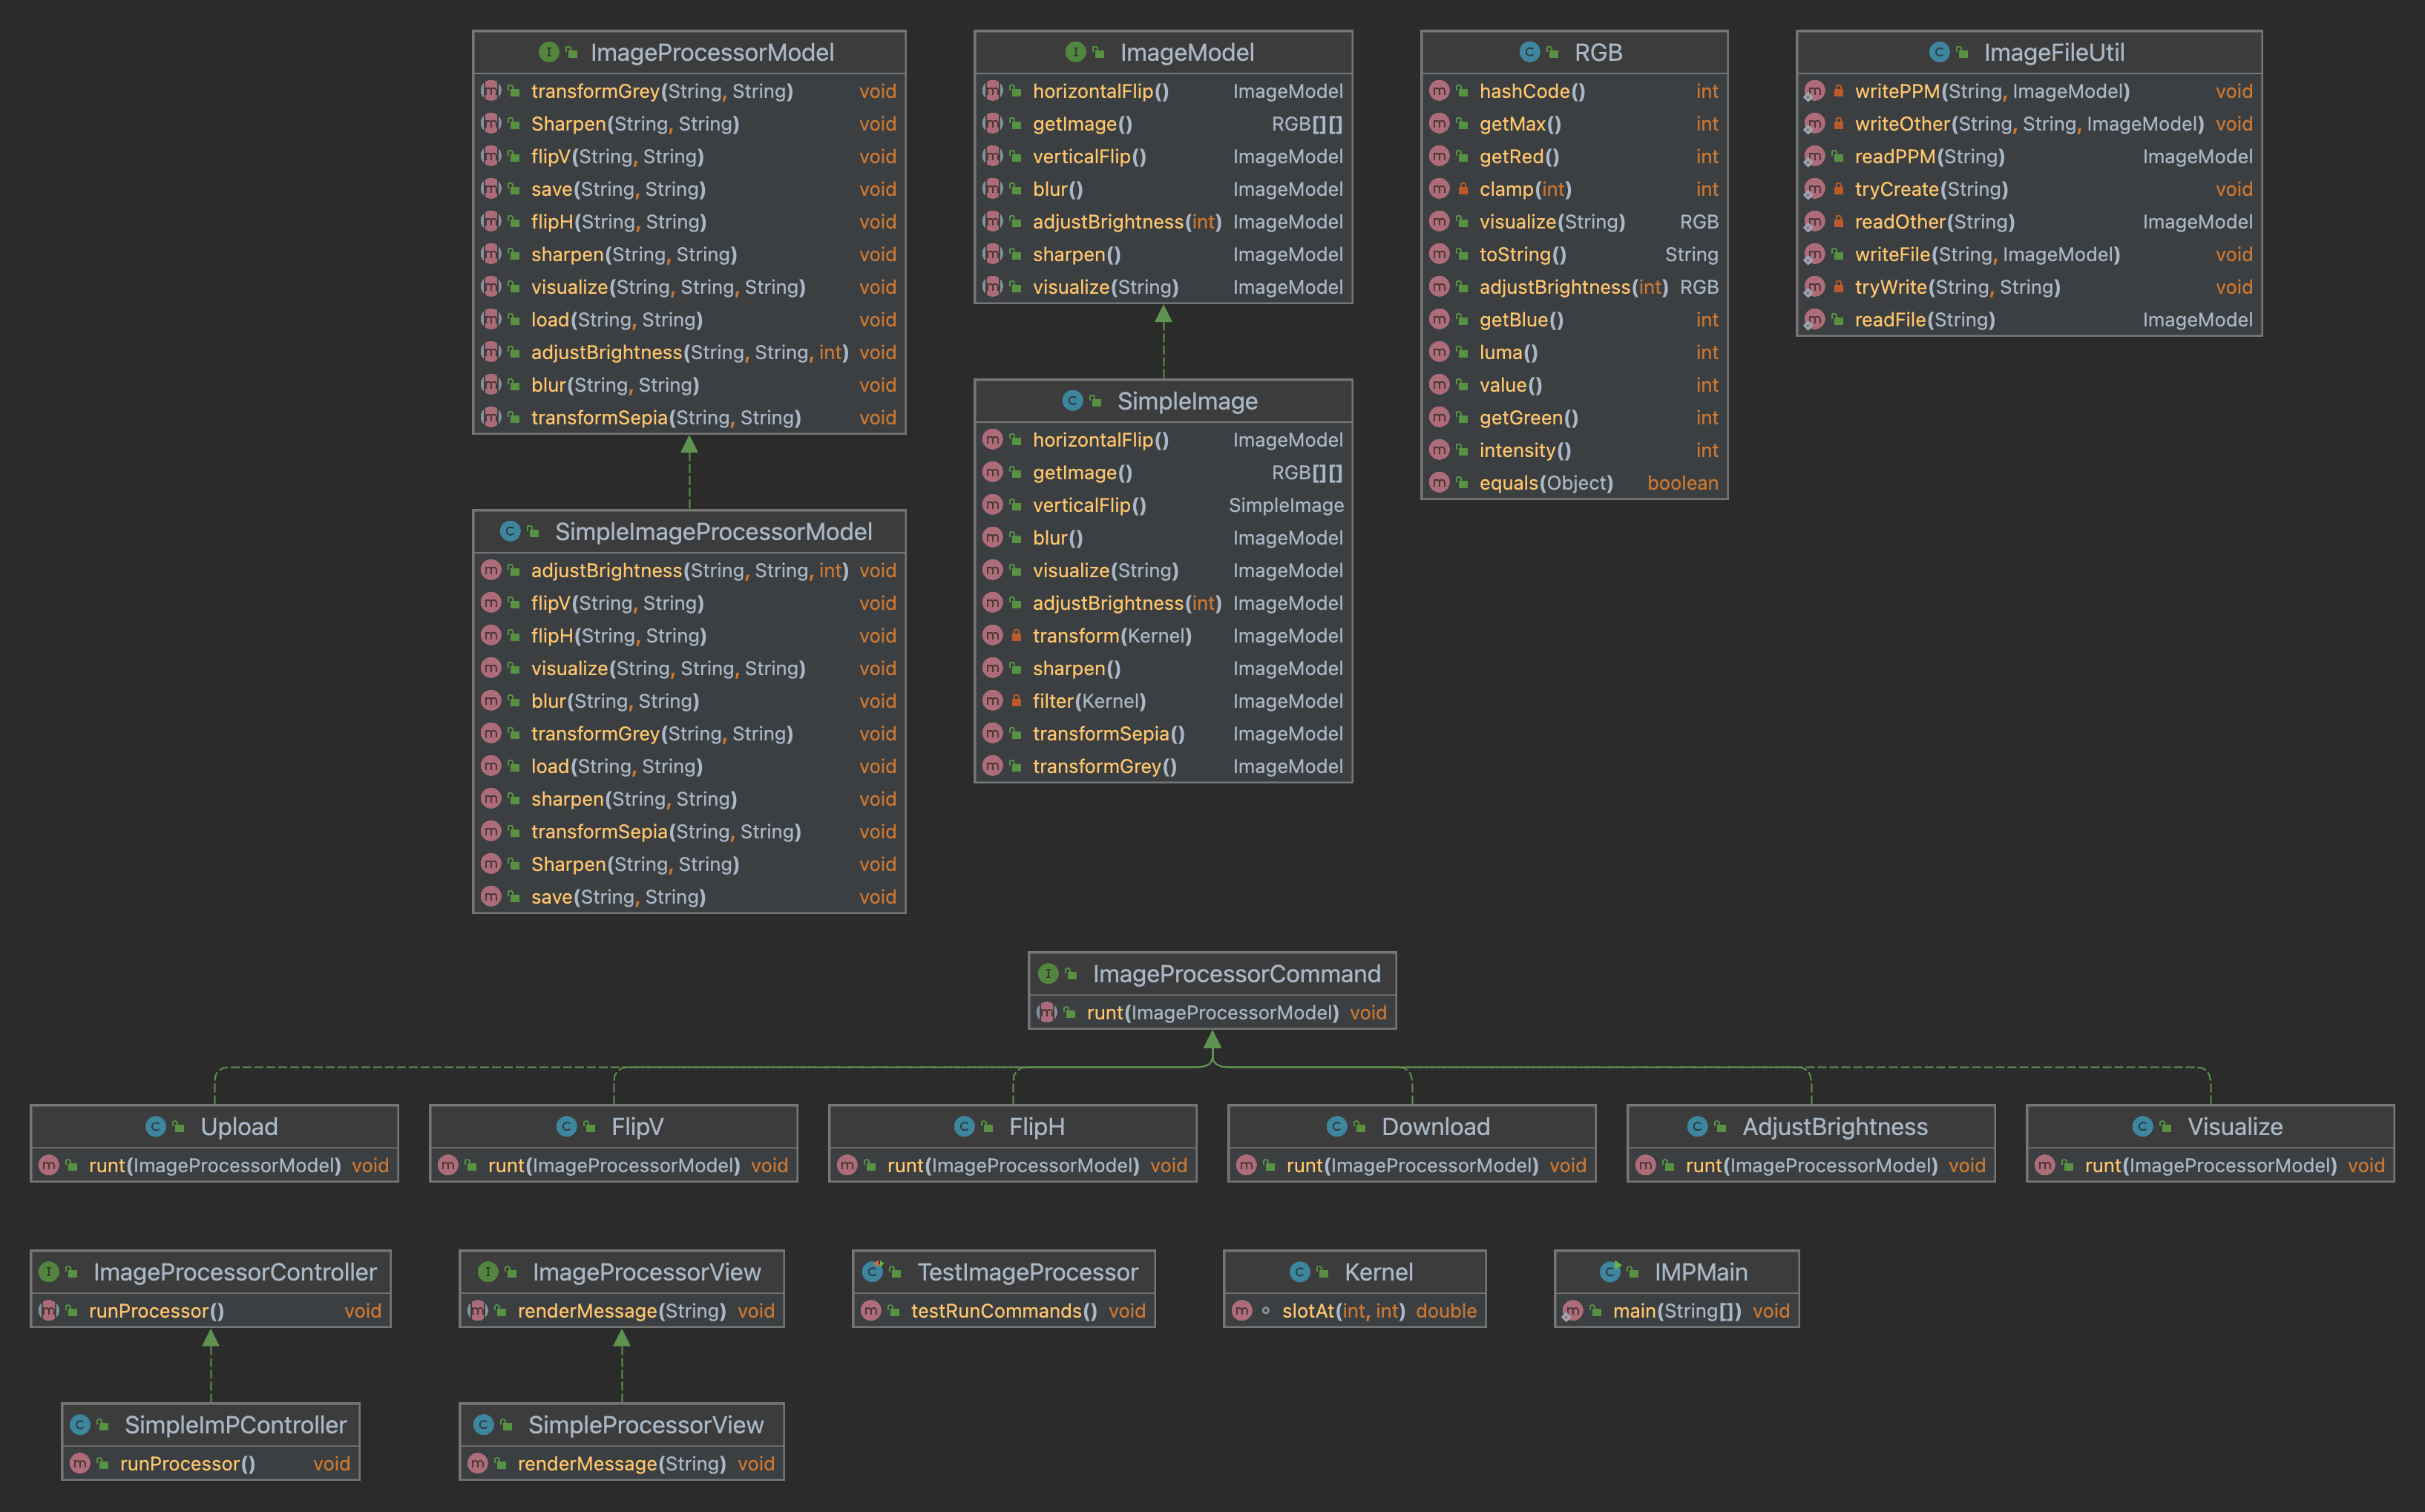 ImageProcessorModel
transformGrey(String, String) void
Sharpen(String, String) void
flipV(String, String) void
save(String, String) void
flipH(String, String) void
sharpen(String, String) void
visualize(String, String, String) void
load(String, String) void
adjustBrightness(String, String, int) void
blur(String, String) void
transformSepia(String, String) void
SimpleImageProcessorModel
adjustBrightness(String, String, int) void
flipV(String, String) void
flipH(String, String) void
visualize(String, String, String) void
blur(String, String) void
transformGrey(String, String) void
load(String, String) void
sharpen(String, String) void
transformSepia(String, String) void
Sharpen(String, String) void
save(String, String) void
ImageModel
horizontalFlip() ImageModel
getImage() RGB[][]
verticalFlip() ImageModel
blur() ImageModel
adjustBrightness(int) ImageModel
sharpen() ImageModel
visualize(String) ImageModel
SimpleImage
horizontalFlip() ImageModel
getImage() RGB[][]
verticalFlip() SimpleImage
blur() ImageModel
visualize(String) ImageModel
adjustBrightness(int) ImageModel
transform(Kernel) ImageModel
sharpen() ImageModel
filter(Kernel) ImageModel
transformSepia() ImageModel
transformGrey() ImageModel
RGB
hashCode() int
getMax() int
getRed() int
clamp(int) int
visualize(String) RGB
toString() String
adjustBrightness(int) RGB
getBlue() int
luma() int
value() int
getGreen() int
intensity() int
equals(Object) boolean
ImageFileUtil
writePPM(String, ImageModel) void
writeOther(String, String, ImageModel) void
readPPM(String) ImageModel
tryCreate(String) void
readOther(String) ImageModel
writeFile(String, ImageModel) void
tryWrite(String, String) void
readFile(String) ImageModel
ImageProcessorCommand
runt(ImageProcessorModel) void
Upload
runt(ImageProcessorModel) void
FlipV
runt(ImageProcessorModel) void
FlipH
runt(ImageProcessorModel) void
Download
runt(ImageProcessorModel) void
AdjustBrightness
runt(ImageProcessorModel) void
Visualize
runt(ImageProcessorModel) void
ImageProcessorController
runProcessor() void
ImageProcessorView
renderMessage(String) void
TestImageProcessor
testRunCommands() void
Kernel
slotAt(int, int) double
IMPMain
main(String[]) void
SimpleImPController
runProcessor() void
SimpleProcessorView
renderMessage(String) void